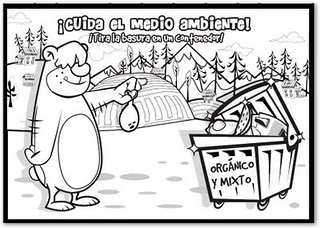 ¡CUIDA EL MEDIO AMBIENTE!
¡Tira la basura en un contenedor!
ORGÁNICO
Y MIXTO